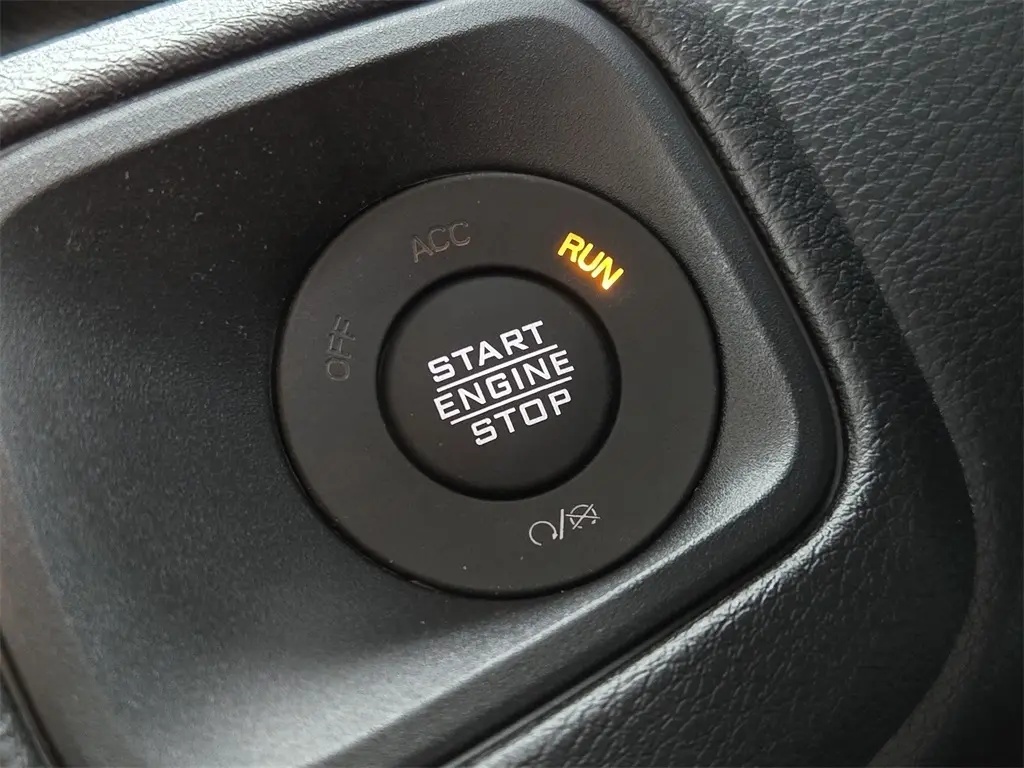 OFF
ACC
RUN
START
ENGINE
STOP